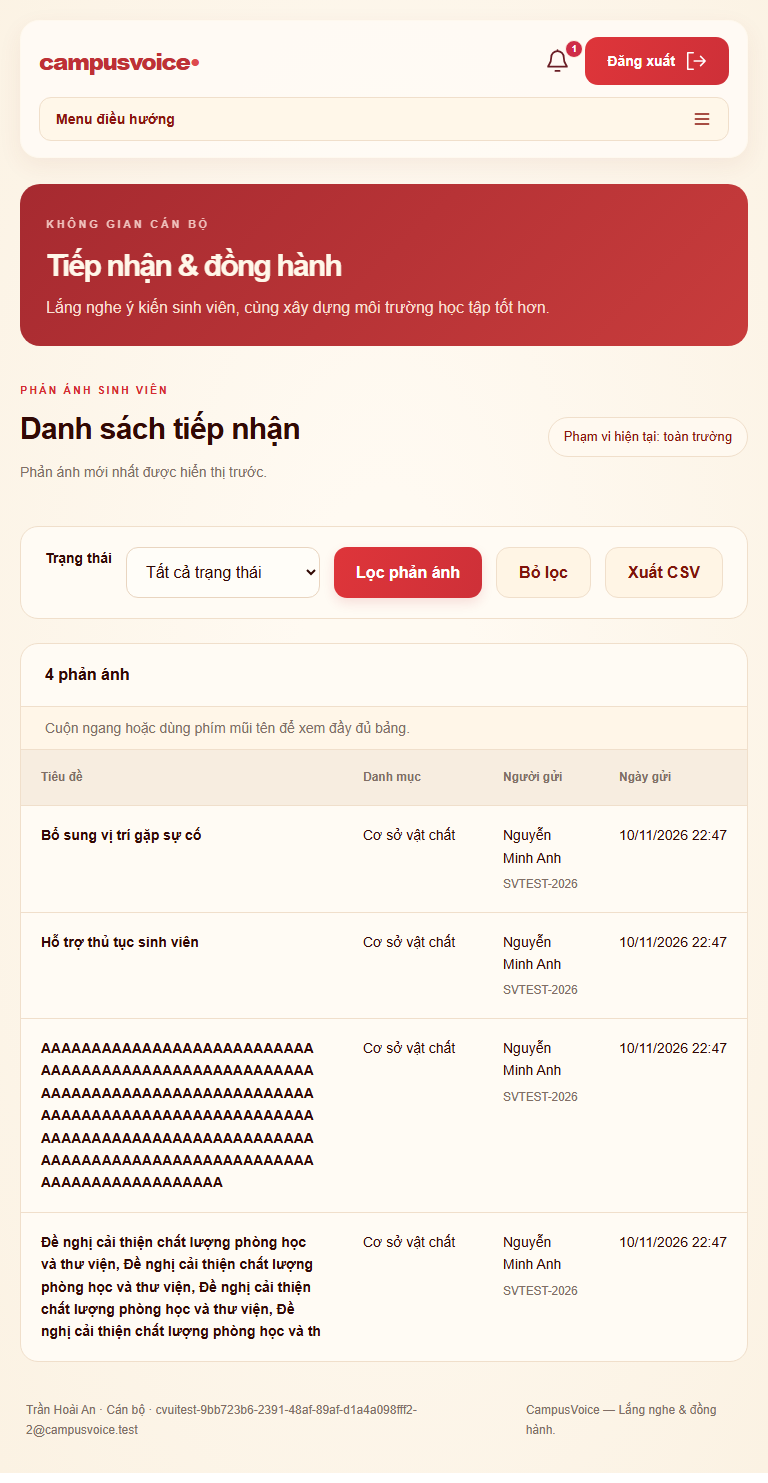 campusvoice•
1
Đăng xuất
Menu điều hướng
KHÔNG GIAN CÁN BỘ
Tiếp nhận & đồng hành
Lắng nghe ý kiến sinh viên, cùng xây dựng môi trường học tập tốt hơn.
PHẢN ÁNH SINH VIÊN
Danh sách tiếp nhận
Phạm vi hiện tại: toàn trường
Phản ánh mới nhất được hiển thị trước.
Trạng thái
Tất cả trạng thái
Lọc phản ánh
Bỏ lọc
Xuất CSV
4 phản ánh
Cuộn ngang hoặc dùng phím mũi tên để xem đầy đủ bảng.
Tiêu đề Danh mục Người gửi Ngày gửi
Bổ sung vị trí gặp sự cố Cơ sở vật chất Nguyễn 10/11/2026 22:47
Minh Anh
SVTEST-2026
Hỗ trợ thủ tục sinh viên Cơ sở vật chất Nguyễn 10/11/2026 22:47
Minh Anh
SVTEST-2026
AAAAAAAAAAAAAAAAAAAAAAAAAAA Cơ sở vật chất Nguyễn 10/11/2026 22:47
AAAAAAAAAAAAAAAAAAAAAAAAAAA Minh Anh
AAAAAAAAAAAAAAAAAAAAAAAAAAA SVTEST-2026
AAAAAAAAAAAAAAAAAAAAAAAAAAA
AAAAAAAAAAAAAAAAAAAAAAAAAAA
AAAAAAAAAAAAAAAAAAAAAAAAAAA
AAAAAAAAAAAAAAAAAA
Đề nghị cải thiện chất lượng phòng học Cơ sở vật chất Nguyễn 10/11/2026 22:47
và thư viện, Đề nghị cải thiện chất lượng Minh Anh
phòng học và thư viện, Đề nghị cải thiện SVTEST-2026
chất lượng phòng học và thư viện, Đề
nghị cải thiện chất lượng phòng học và th
Trần Hoài An · Cán bộ · cvuitest-9bb723b6-2391-48af-89af-d1a4a098fff2-
2@campusvoice.test
CampusVoice — Lắng nghe & đồng
hành.